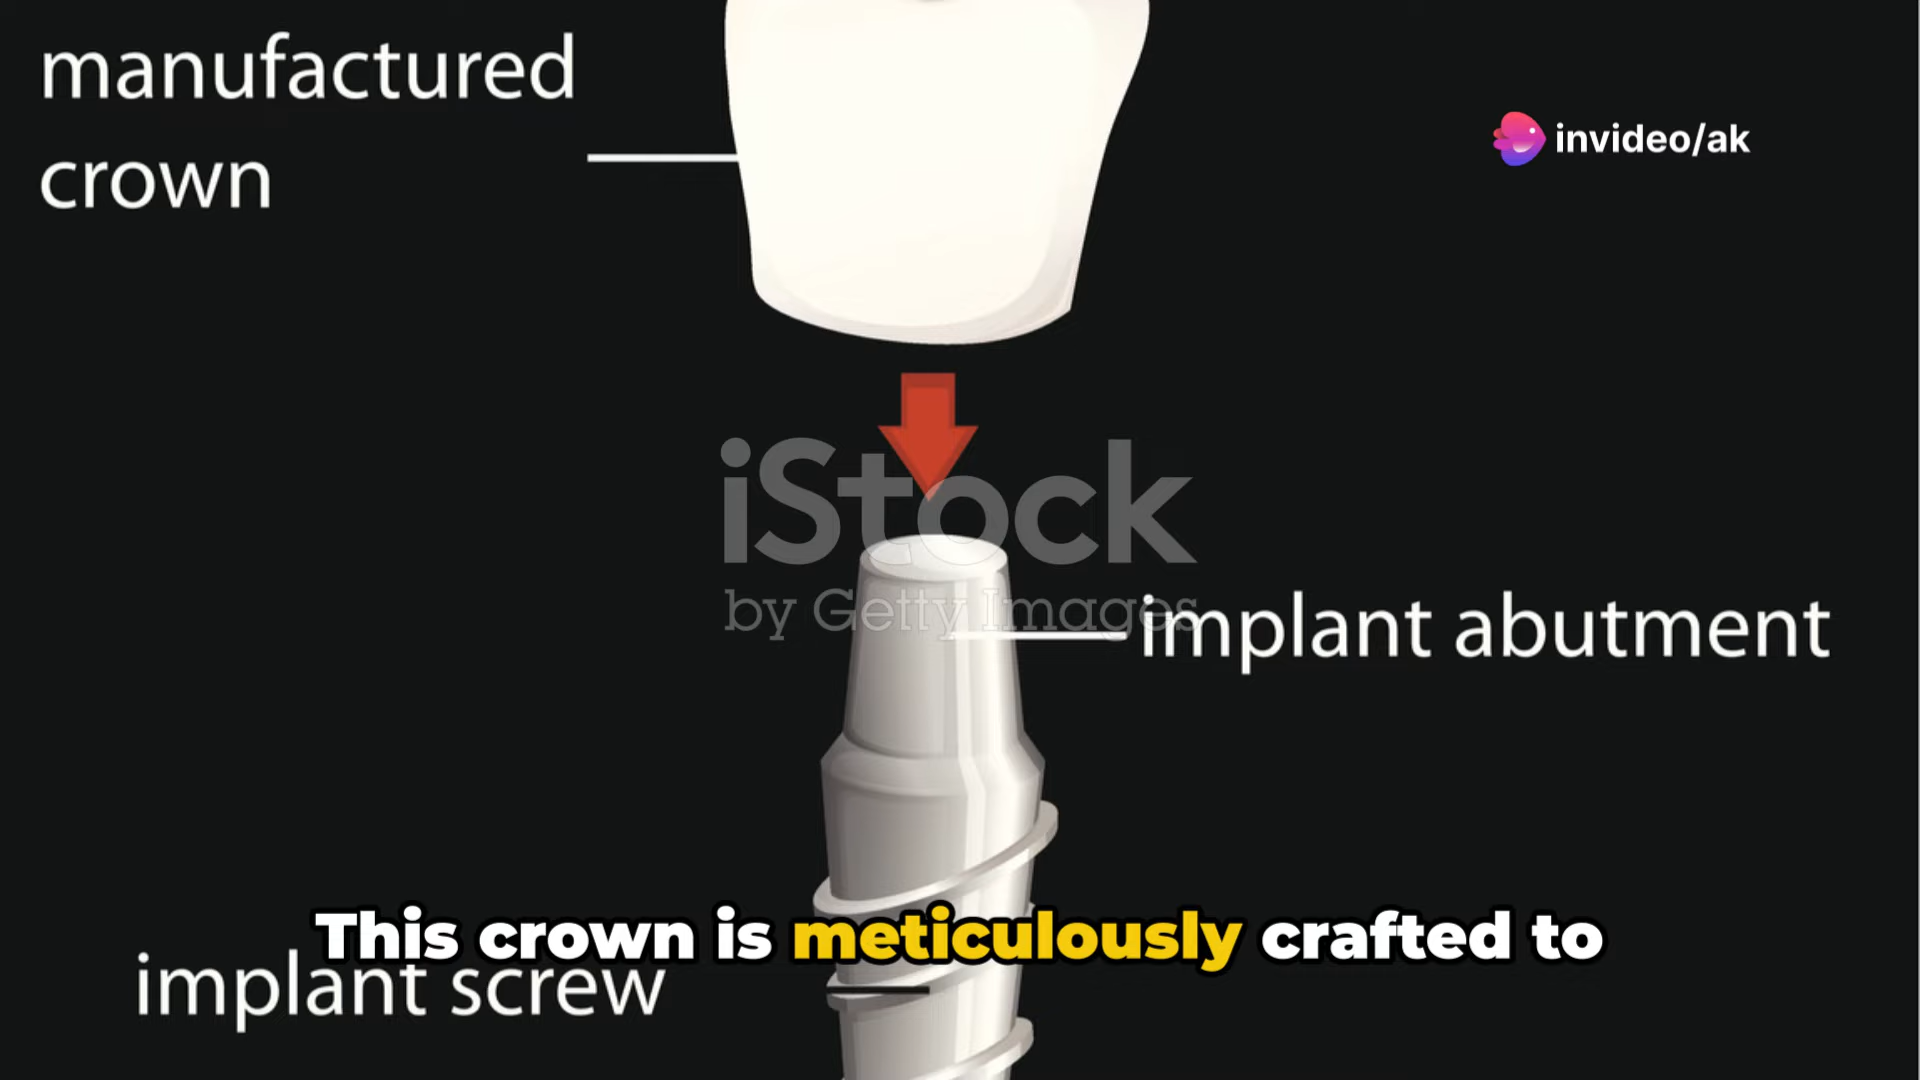 manufactured
crown
invideo/ak
iStock
by Getty Images
implant abutment
This crown is meticulously crafted to
implant screw